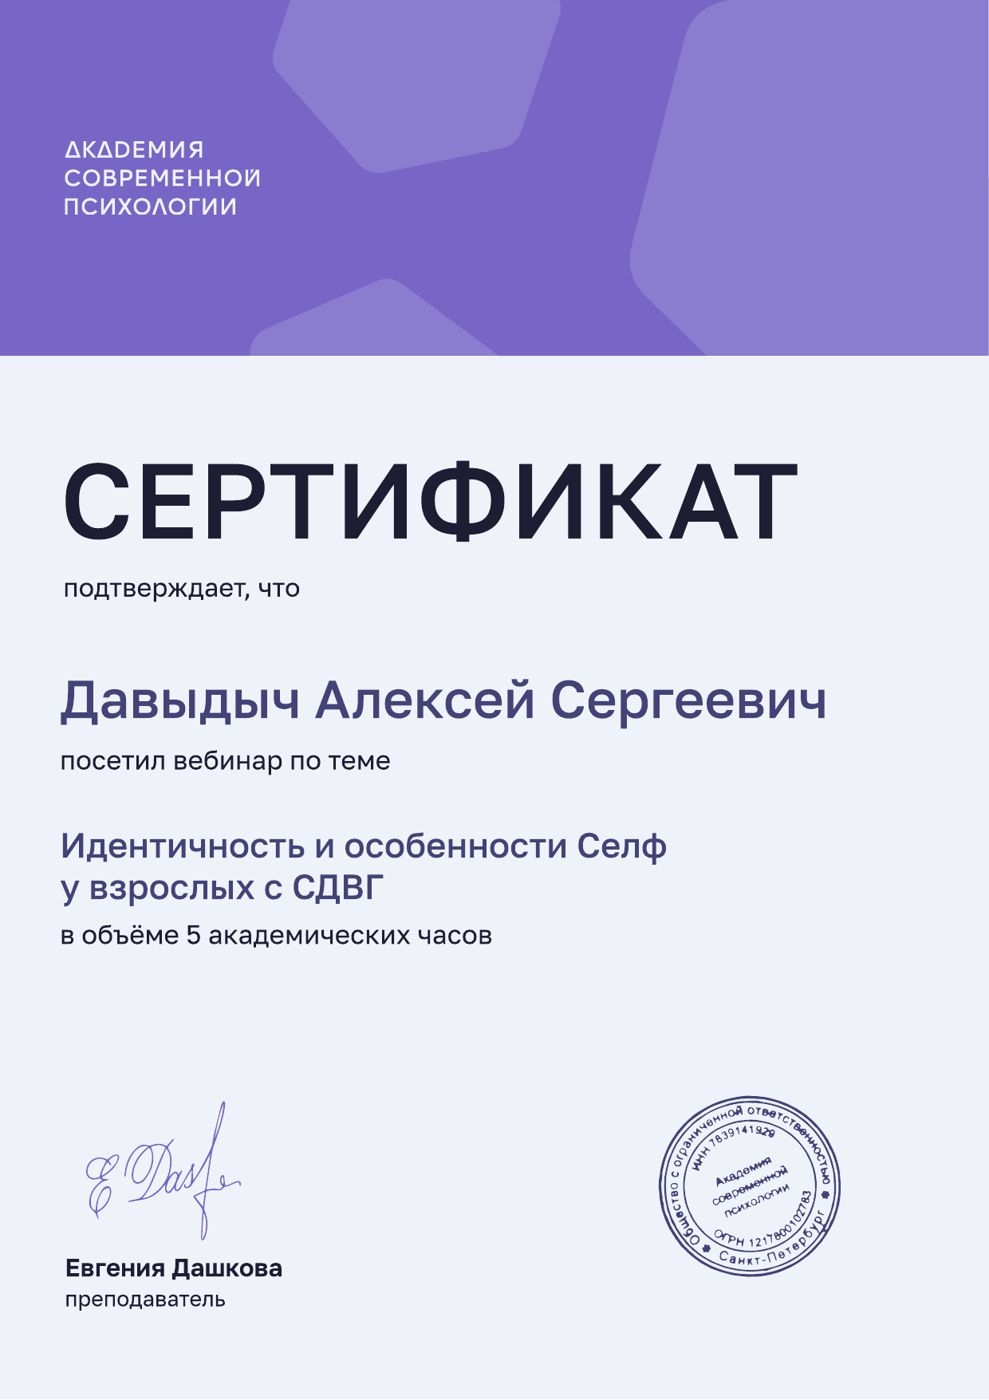 АКАДЕМИЯ
СОВРЕМЕННОЙ
ПСИХОЛОГИИ
СЕРТИФИКАТ
подтверждает, что
Давыдыч Алексей Сергеевич
посетил вебинар по теме
Идентичность и особенности Селф
у взрослых с СДВГ
в объёме 5 академических часов
E Das
Евгения Дашкова
преподаватель
Общество с ограниченной ответственностью
ИНН 7839141929
Академия
современной
психологии
ОГРН 1217800102783
Санкт-Петербург